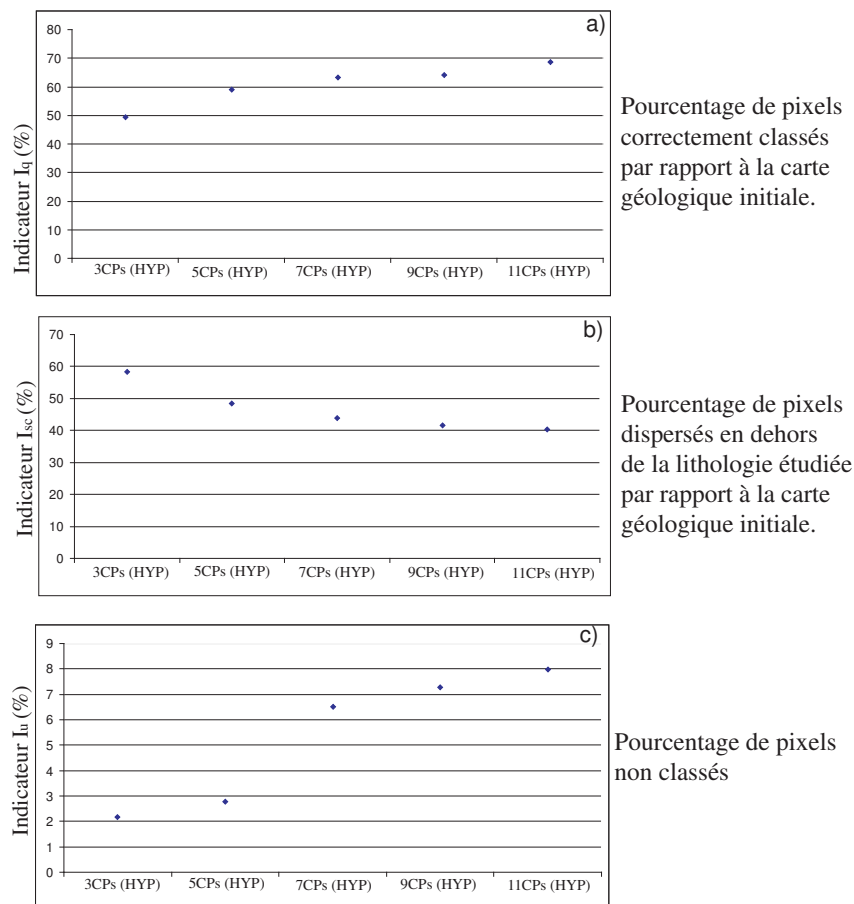 a)
Indicateur Iq (%)
80
70
60
50
40
30
20
10
0
3CPs (HYP) 5CPs (HYP) 7CPs (HYP) 9CPs (HYP) 11CPs (HYP)
Pourcentage de pixels
correctement classés
par rapport à la carte
géologique initiale.
b)
Indicateur Isc (%)
70
60
50
40
30
20
10
0
3CPs (HYP) 5CPs (HYP) 7CPs (HYP) 9CPs (HYP) 11CPs (HYP)
Pourcentage de pixels
dispersés en dehors
de la lithologie étudiée
par rapport à la carte
géologique initiale.
c)
Indicateur Iu (%)
9
8
7
6
5
4
3
2
1
0
3CPs (HYP) 5CPs (HYP) 7CPs (HYP) 9CPs (HYP) 11CPs (HYP)
Pourcentage de pixels
non classés